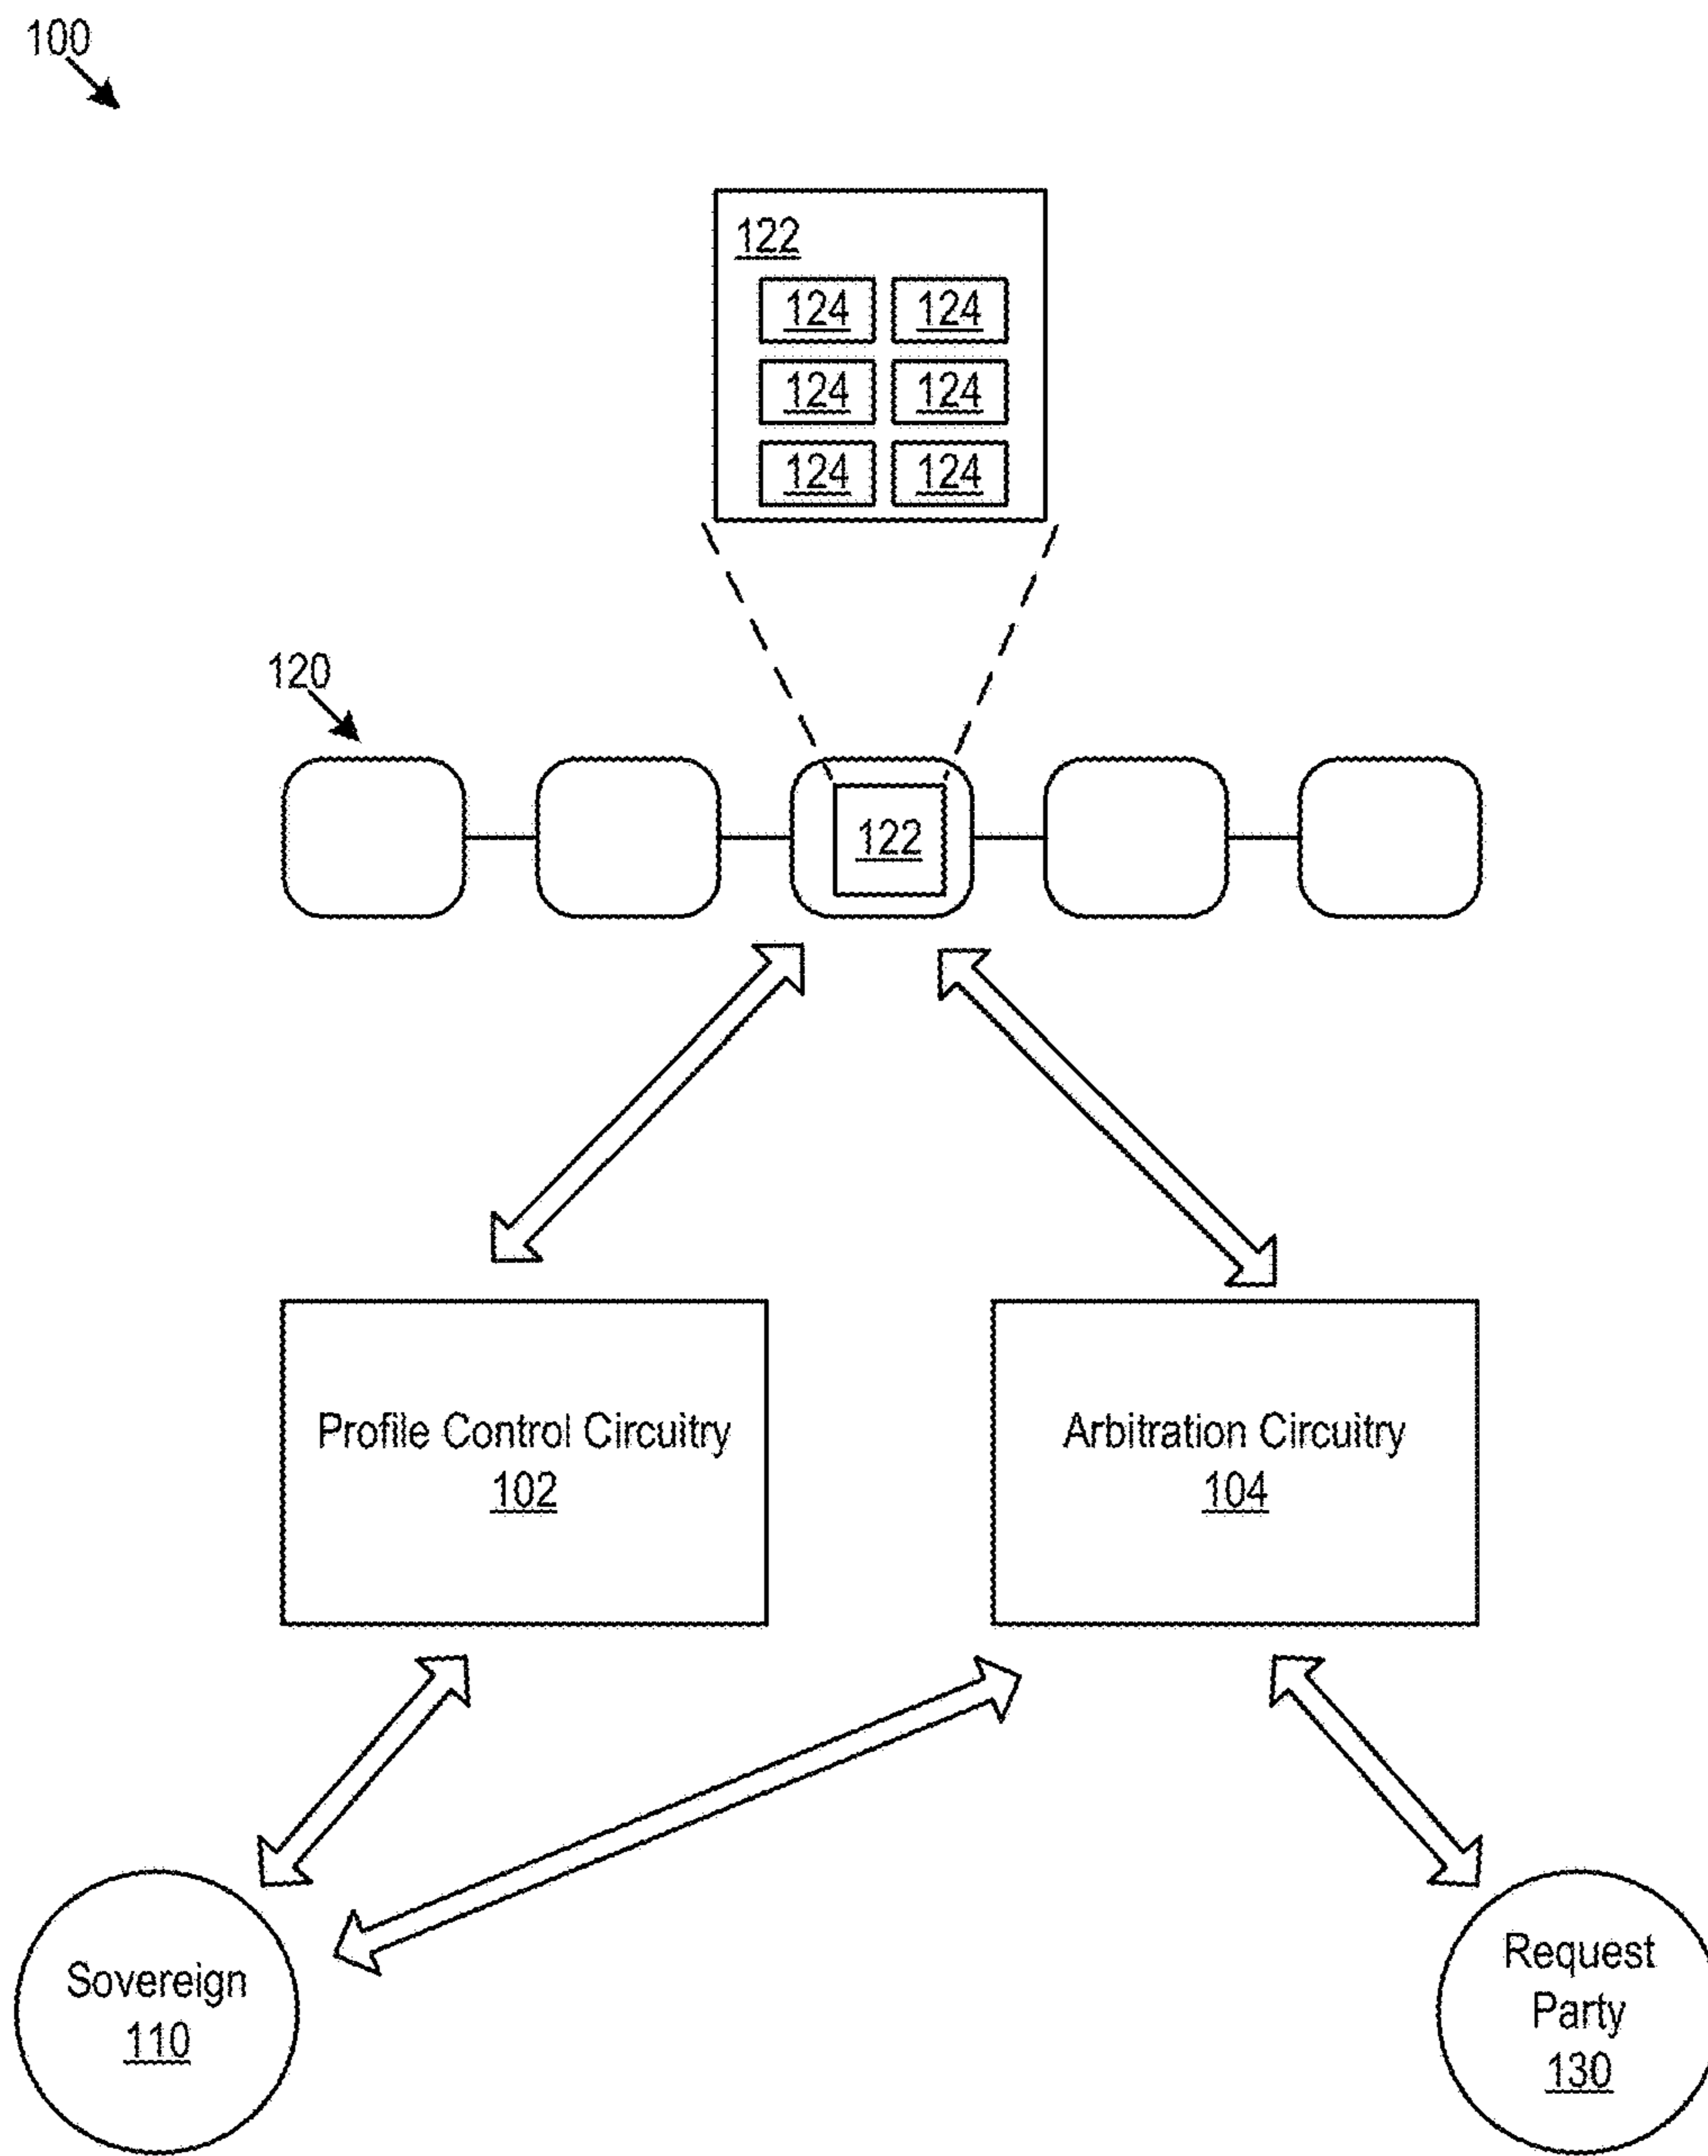 100
122
124 124
124 124
124 124
120
122
Profile Control Circuitry
102
Arbitration Circuitry
104
Sovereign
110
Request
Party
130